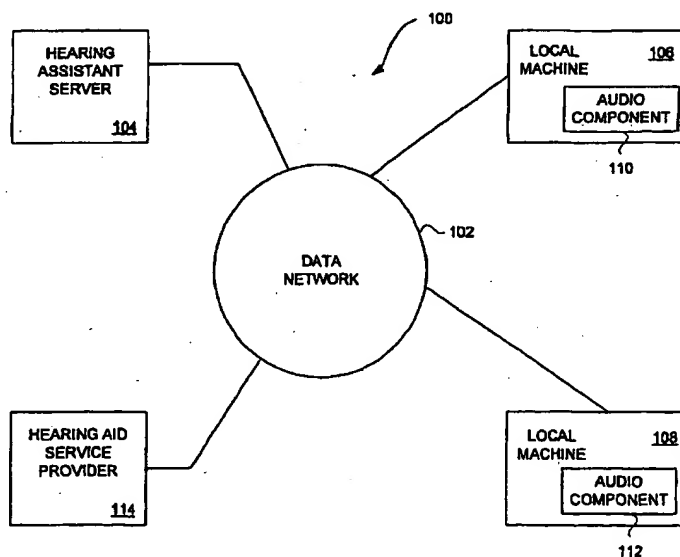 100
HEARING
ASSISTANT
SERVER
104
LOCAL
MACHINE
106
AUDIO
COMPONENT
110
102
DATA
NETWORK
HEARING AID
SERVICE
PROVIDER
114
LOCAL
MACHINE
108
AUDIO
COMPONENT
112